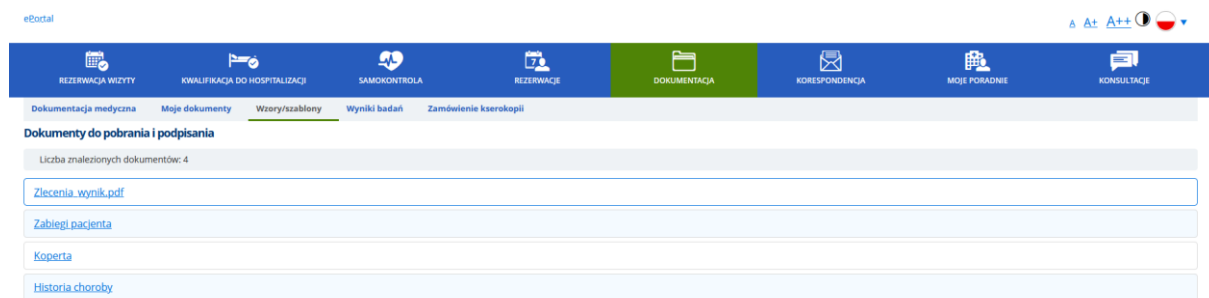 ePortal
A A+ A++
REZERWACJA WIZYTY KWALIFIKACJA DO HOSPITALIZACJI SAMOKONTROLA REZERWACJE DOKUMENTACJA KORESPONDENCJA MOJE PORADNIE KONSULTACJE
Dokumentacja medyczna Moje dokumenty Wzory/szablony Wyniki badań Zamówienie kserokopii
Dokumenty do pobrania i podpisania
Liczba znalezionych dokumentów: 4
Zlecenia_wynik.pdf
Zabiegi pacjenta
Koperta
Historia choroby